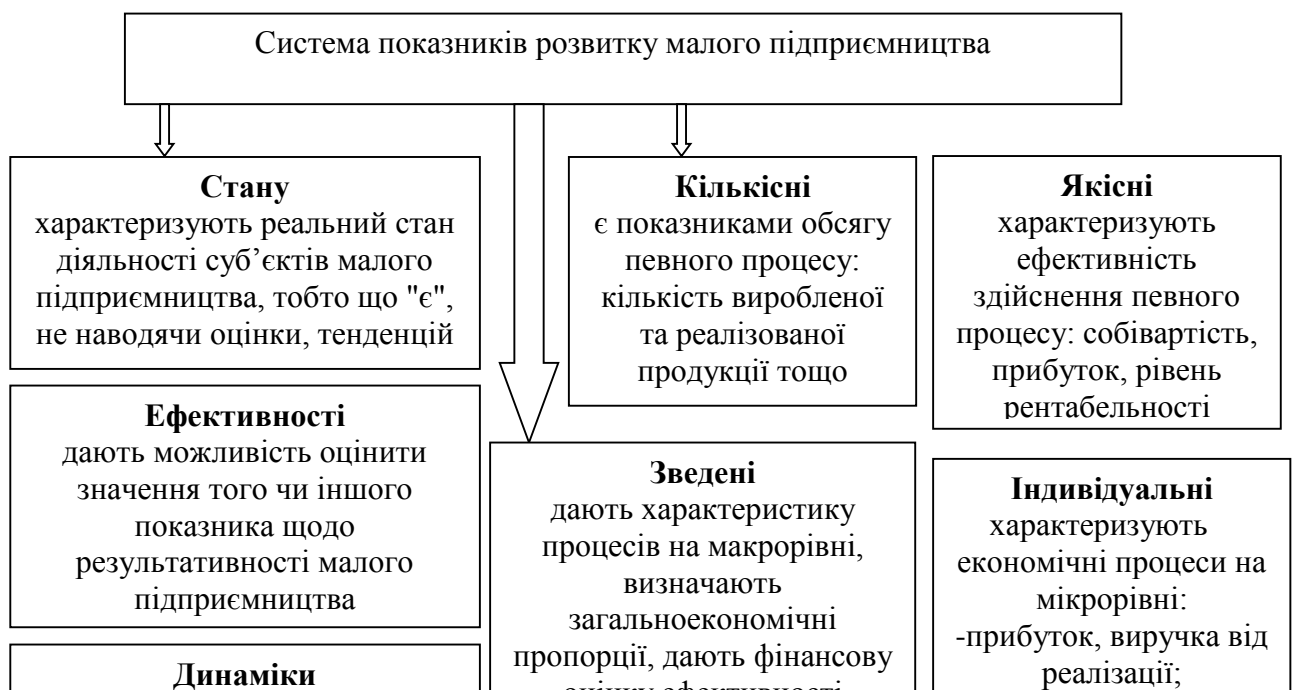 Система показників розвитку малого підприємництва
Стану
характеризують реальний стан
діяльності суб’єктів малого
підприємництва, тобто що "є",
не наводячи оцінки, тенденцій
Кількісні
є показниками обсягу
певного процесу:
кількість виробленої
та реалізованої
продукції тощо
Якісні
характеризують
ефективність
здійснення певного
процесу: собівартість,
прибуток, рівень
рентабельності
Ефективності
дають можливість оцінити
значення того чи іншого
показника щодо
результативності малого
підприємництва
Зведені
дають характеристику
процесів на макрорівні,
визначають
загальноекономічні
пропорції, дають фінансову
оцінку ефективності
Індивідуальні
характеризують
економічні процеси на
мікрорівні:
-прибуток, виручка від
реалізації;
Динаміки